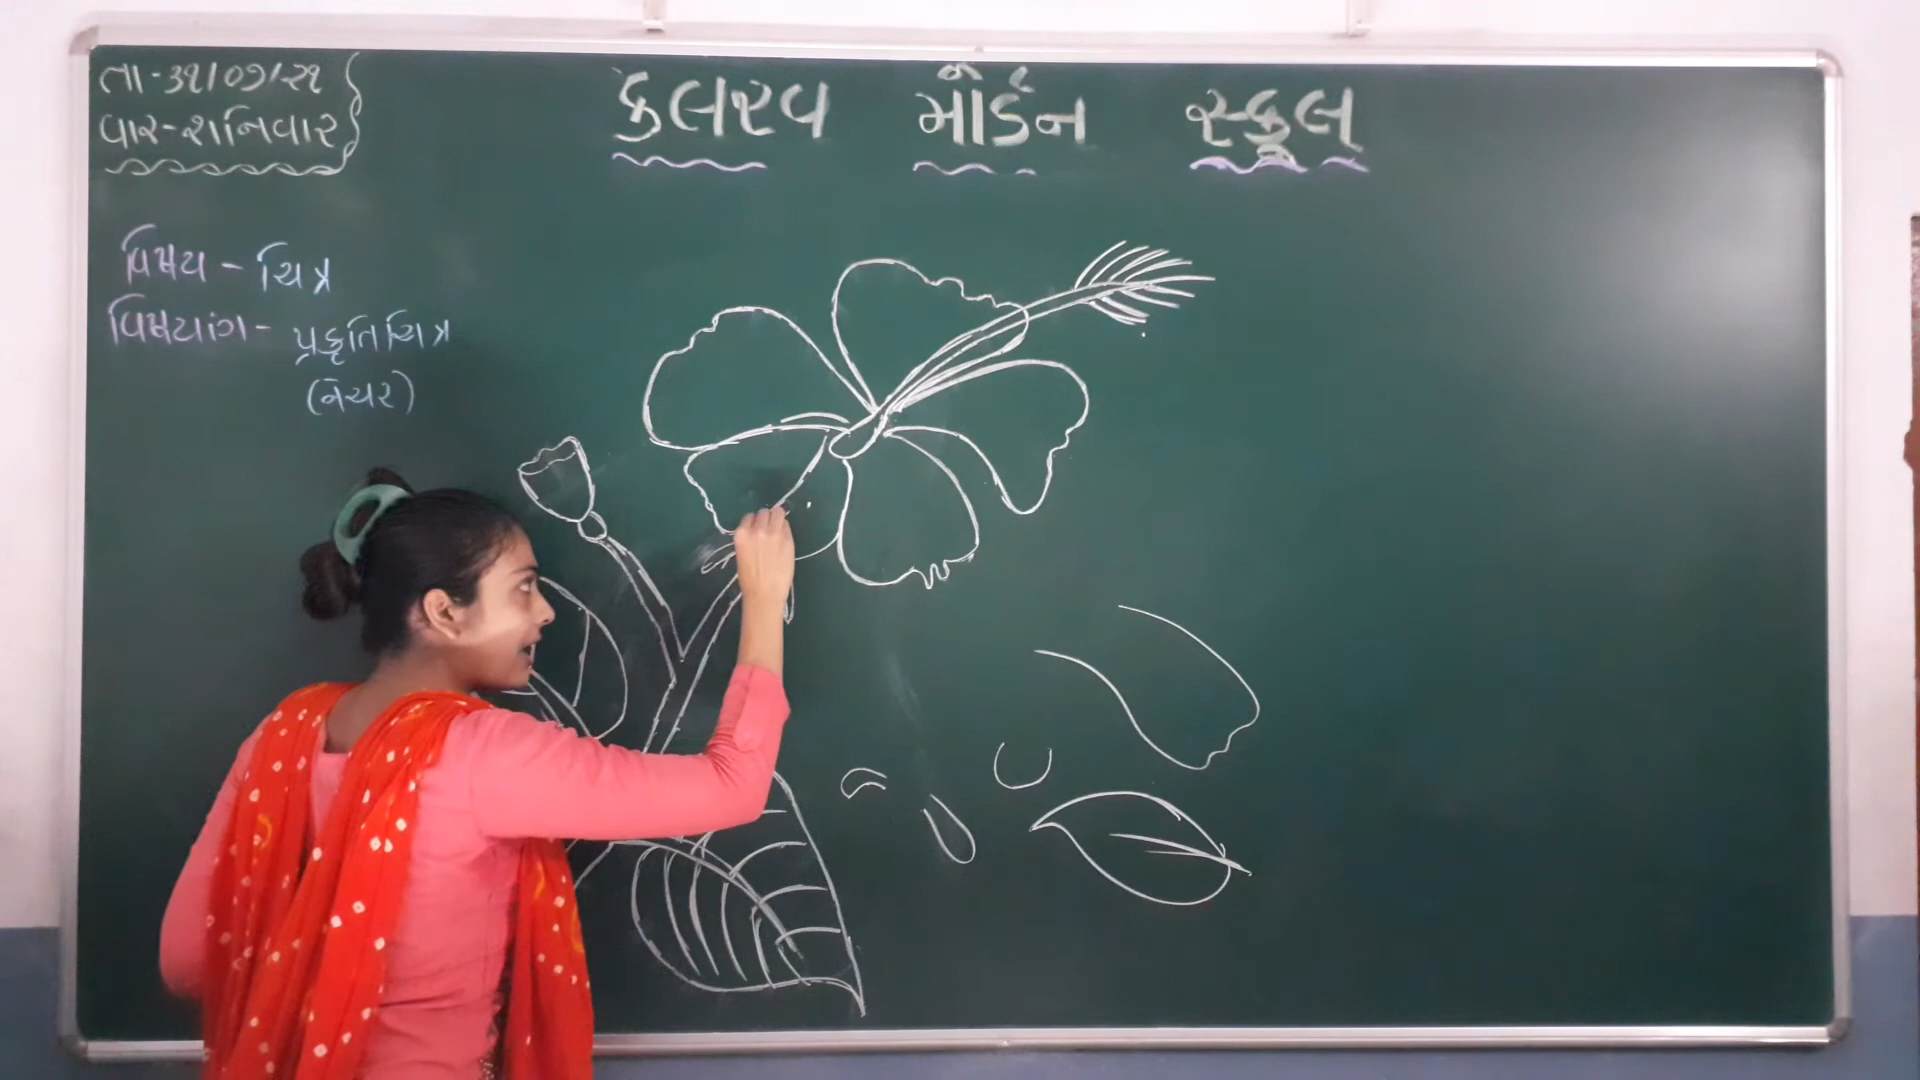 તા-૩૧/૦૭/૨૧
વાર-શનિવાર
કલરવ મૉર્ડન સ્કૂલ
વિષય - ચિત્ર
વિષયાંગ - પ્રકૃતિચિત્ર
(નેચર)